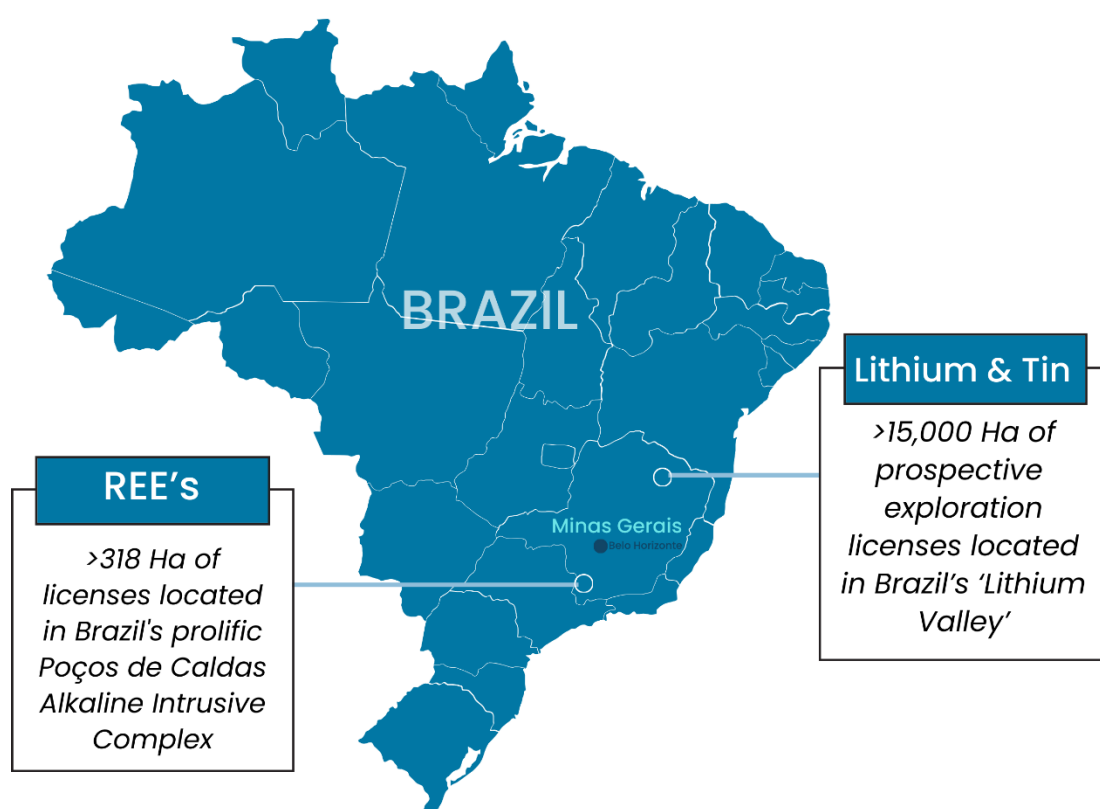 BRAZIL
Lithium & Tin
>15,000 Ha of
prospective
exploration
licenses located
in Brazil’s ‘Lithium
Valley’
REE’s
>318 Ha of
licenses located
in Brazil's prolific
Poços de Caldas
Alkaline Intrusive
Complex
Minas Gerais
Belo Horizonte